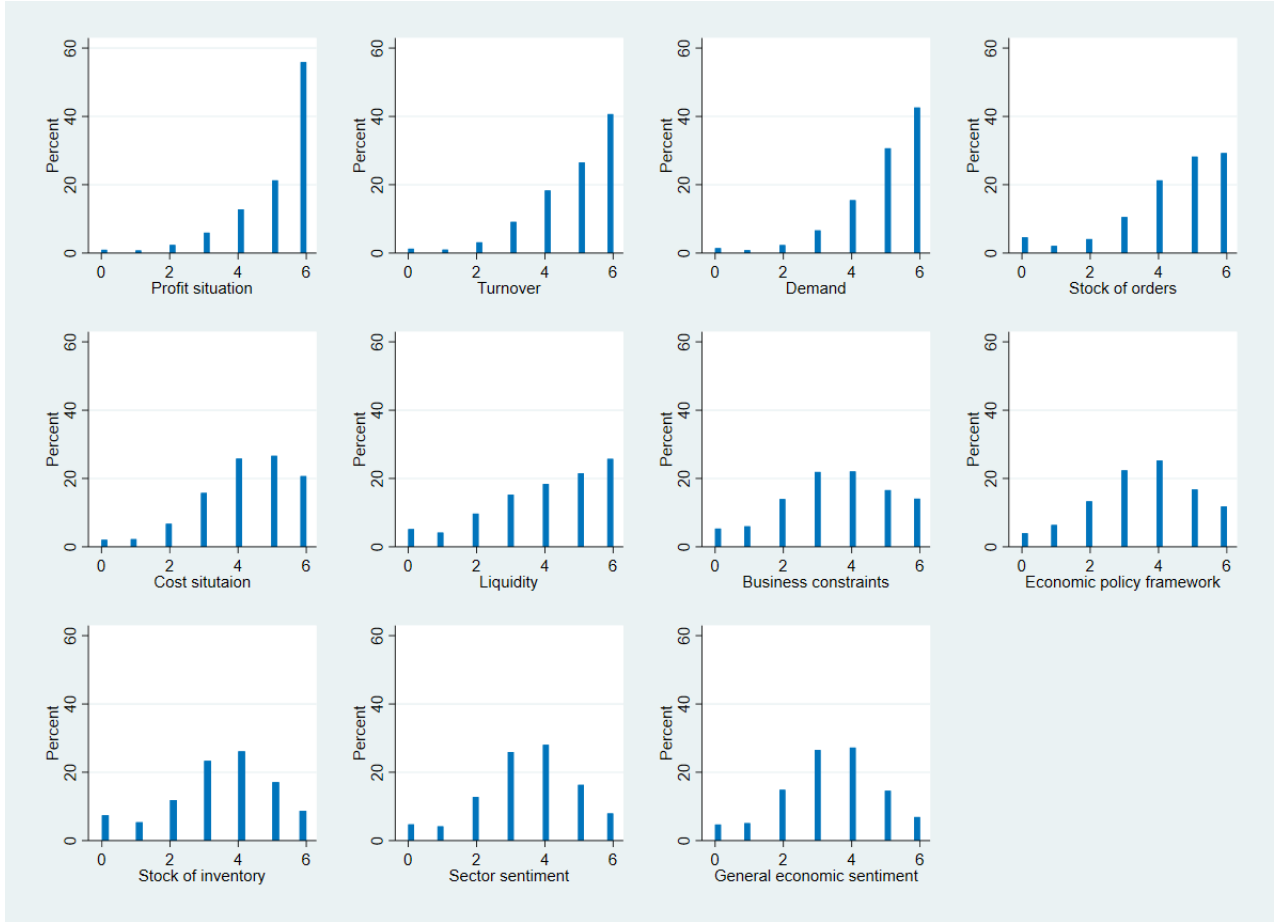 Percent
0 20 40 60
0 2 4 6
Profit situation
Percent
0 20 40 60
0 2 4 6
Turnover
Percent
0 20 40 60
0 2 4 6
Demand
Percent
0 20 40 60
0 2 4 6
Stock of orders
Percent
0 20 40 60
0 2 4 6
Cost situtaion
Percent
0 20 40 60
0 2 4 6
Liquidity
Percent
0 20 40 60
0 2 4 6
Business constraints
Percent
0 20 40 60
0 2 4 6
Economic policy framework
Percent
0 20 40 60
0 2 4 6
Stock of inventory
Percent
0 20 40 60
0 2 4 6
Sector sentiment
Percent
0 20 40 60
0 2 4 6
General economic sentiment